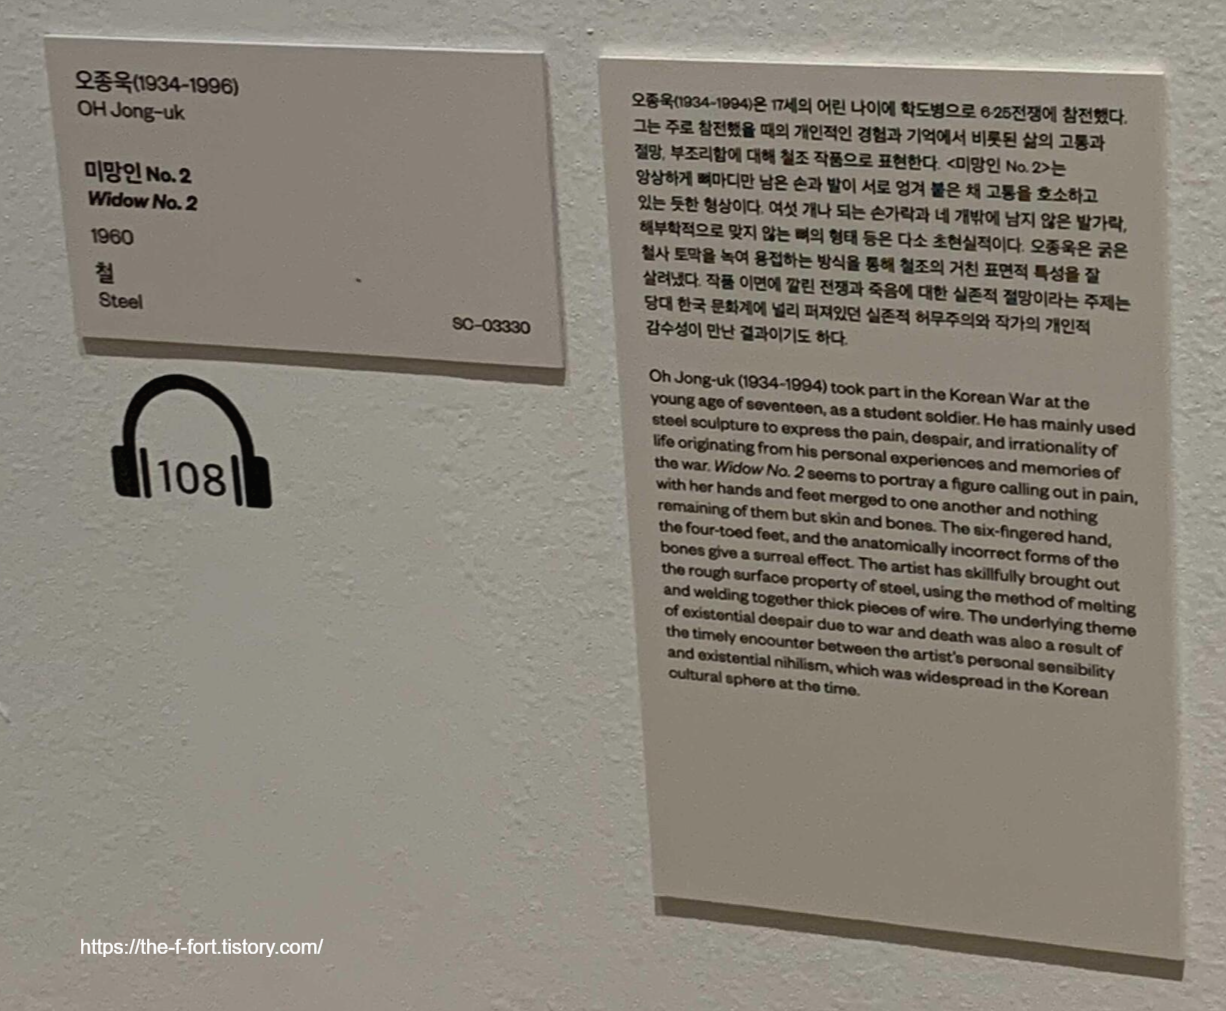 오종욱(1934-1996)
OH Jong-uk
미망인 No. 2
Widow No. 2
1960
철
Steel
SC-03330
108
오종욱(1934-1994)은 17세의 어린 나이에 학도병으로 6·25전쟁에 참전했다.
그는 주로 참전했을 때의 개인적인 경험과 기억에서 비롯된 삶의 고통과
절망, 부조리함에 대해 철조 작품으로 표현한다. <미망인 No. 2>는
앙상하게 뼈마디만 남은 손과 발이 서로 엉겨 붙은 채 고통을 호소하고
있는 듯한 형상이다. 여섯 개나 되는 손가락과 네 개밖에 남지 않은 발가락,
해부학적으로 맞지 않는 뼈의 형태 등은 다소 초현실적이다. 오종욱은 굵은
철사 토막을 녹여 용접하는 방식을 통해 철조의 거친 표면적 특성을 잘
살려냈다. 작품 이면에 깔린 전쟁과 죽음에 대한 실존적 절망이라는 주제는
당대 한국 문화계에 널리 퍼져있던 실존적 허무주의와 작가의 개인적
감수성이 만난 결과이기도 하다.
Oh Jong-uk (1934-1994) took part in the Korean War at the
young age of seventeen, as a student soldier. He has mainly used
steel sculpture to express the pain, despair, and irrationality of
life originating from his personal experiences and memories of
the war. Widow No. 2 seems to portray a figure calling out in pain,
with her hands and feet merged to one another and nothing
remaining of them but skin and bones. The six-fingered hand,
the four-toed feet, and the anatomically incorrect forms of the
bones give a surreal effect. The artist has skillfully brought out
the rough surface property of steel, using the method of melting
and welding together thick pieces of wire. The underlying theme
of existential despair due to war and death was also a result of
the timely encounter between the artist's personal sensibility
and existential nihilism, which was widespread in the Korean
cultural sphere at the time.
https://the-f-fort.tistory.com/